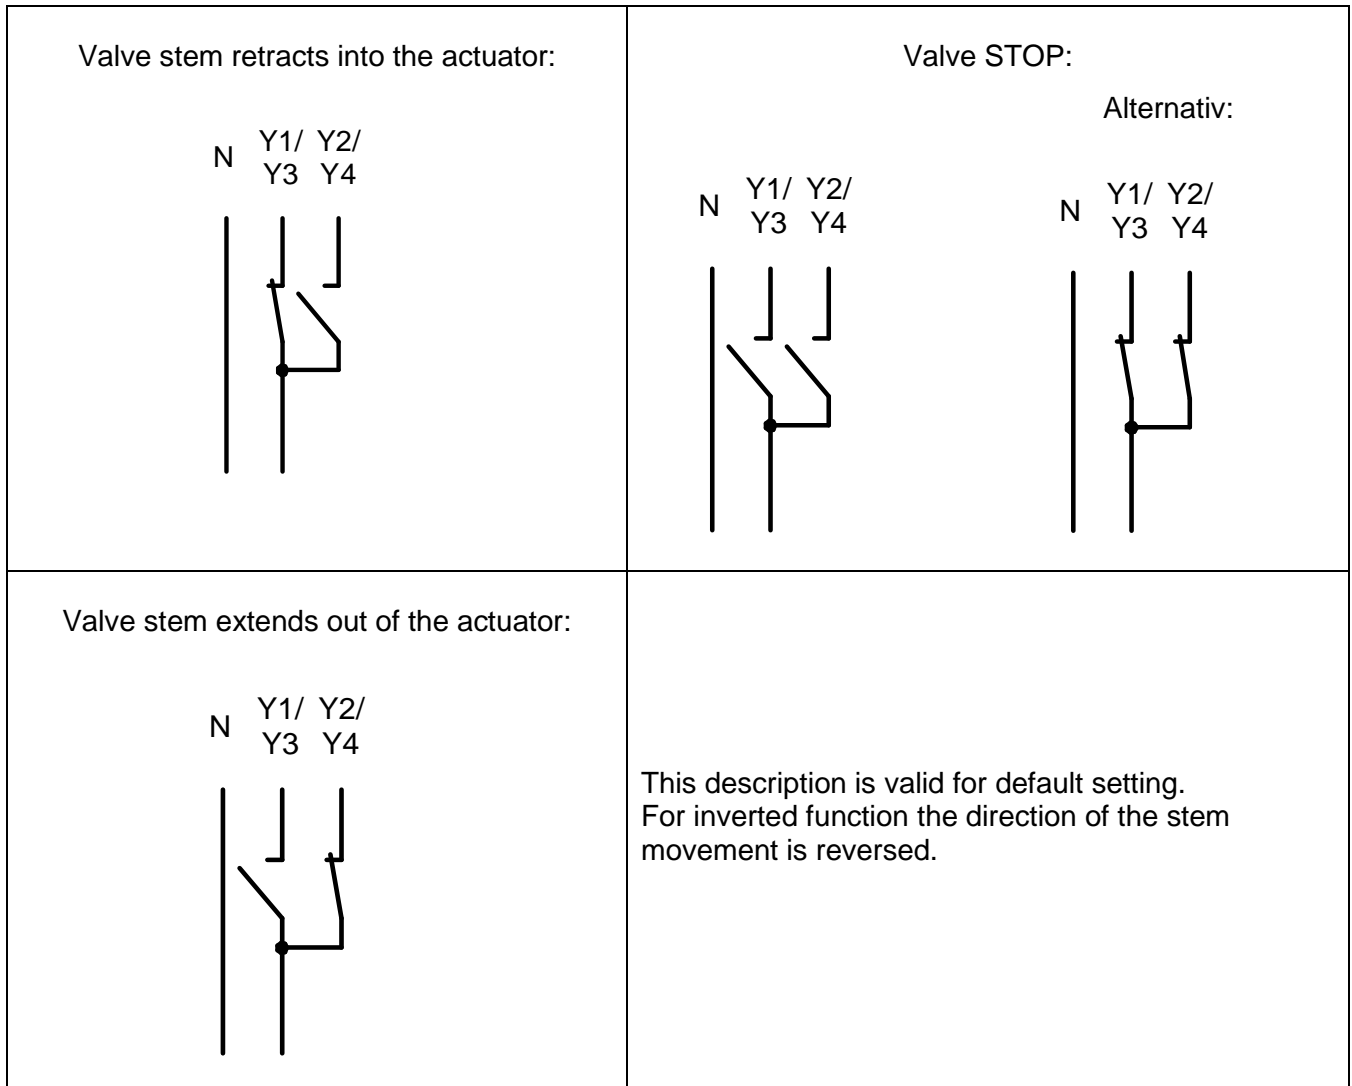 Valve stem retracts into the actuator:
N Y1/ Y2/
Y3 Y4
Valve STOP:
Alternativ:
N Y1/ Y2/
Y3 Y4
N Y1/ Y2/
Y3 Y4
Valve stem extends out of the actuator:
N Y1/ Y2/
Y3 Y4
This description is valid for default setting.
For inverted function the direction of the stem
movement is reversed.